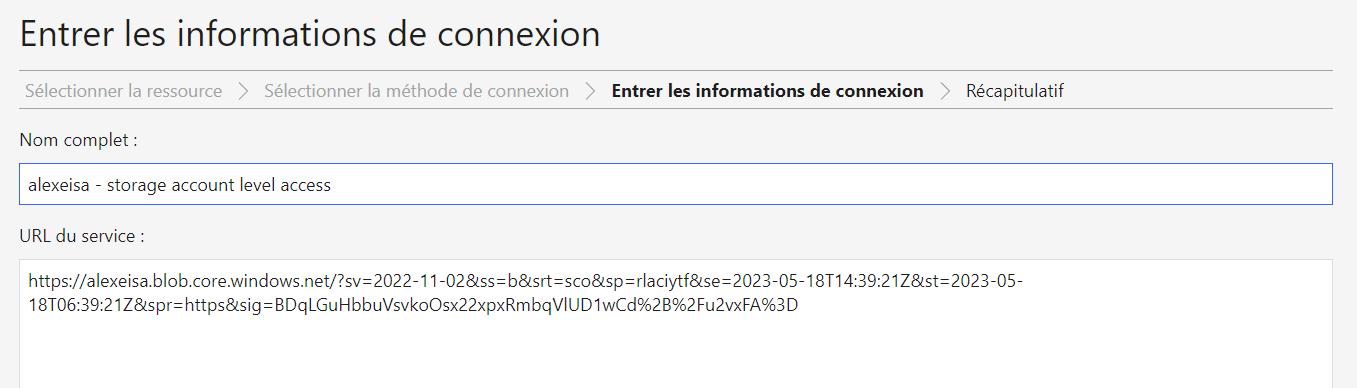 Entrer les informations de connexion
Sélectionner la ressource > Sélectionner la méthode de connexion > Entrer les informations de connexion > Récapitulatif
Nom complet :
alexeisa - storage account level access
URL du service :
https://alexeisa.blob.core.windows.net/?sv=2022-11-02&ss=b&srt=sco&sp=rlaciytf&se=2023-05-18T14:39:21Z&st=2023-05-
18T06:39:21Z&spr=https&sig=BDqLGuHbbuVsvkoOsx22xpxRmbqVlUD1wCd%2B%2Fu2vxFA%3D